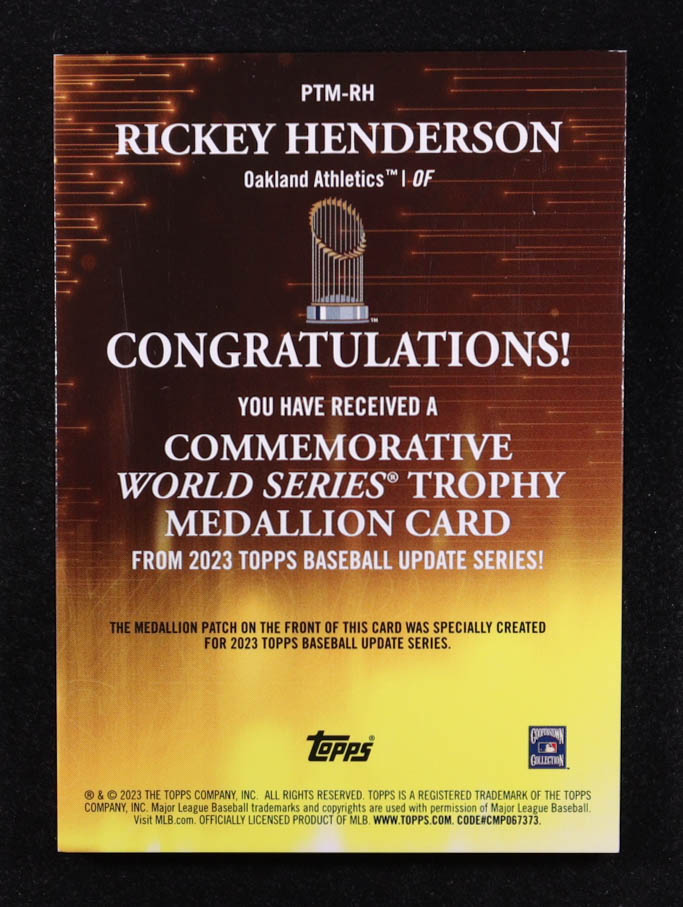 PTM-RH
RICKEY HENDERSON
Oakland Athletics™ | OF
™
CONGRATULATIONS!
YOU HAVE RECEIVED A
COMMEMORATIVE
WORLD SERIES® TROPHY
MEDALLION CARD
FROM 2023 TOPPS BASEBALL UPDATE SERIES!
THE MEDALLION PATCH ON THE FRONT OF THIS CARD WAS SPECIALLY CREATED
FOR 2023 TOPPS BASEBALL UPDATE SERIES.
Topps®
COOPERSTOWN
COLLECTION™
® & © 2023 THE TOPPS COMPANY, INC. ALL RIGHTS RESERVED. TOPPS IS A REGISTERED TRADEMARK OF THE TOPPS
COMPANY, INC. Major League Baseball trademarks and copyrights are used with permission of Major League Baseball.
Visit MLB.com. OFFICIALLY LICENSED PRODUCT OF MLB. WWW.TOPPS.COM. CODE#CMP067373.